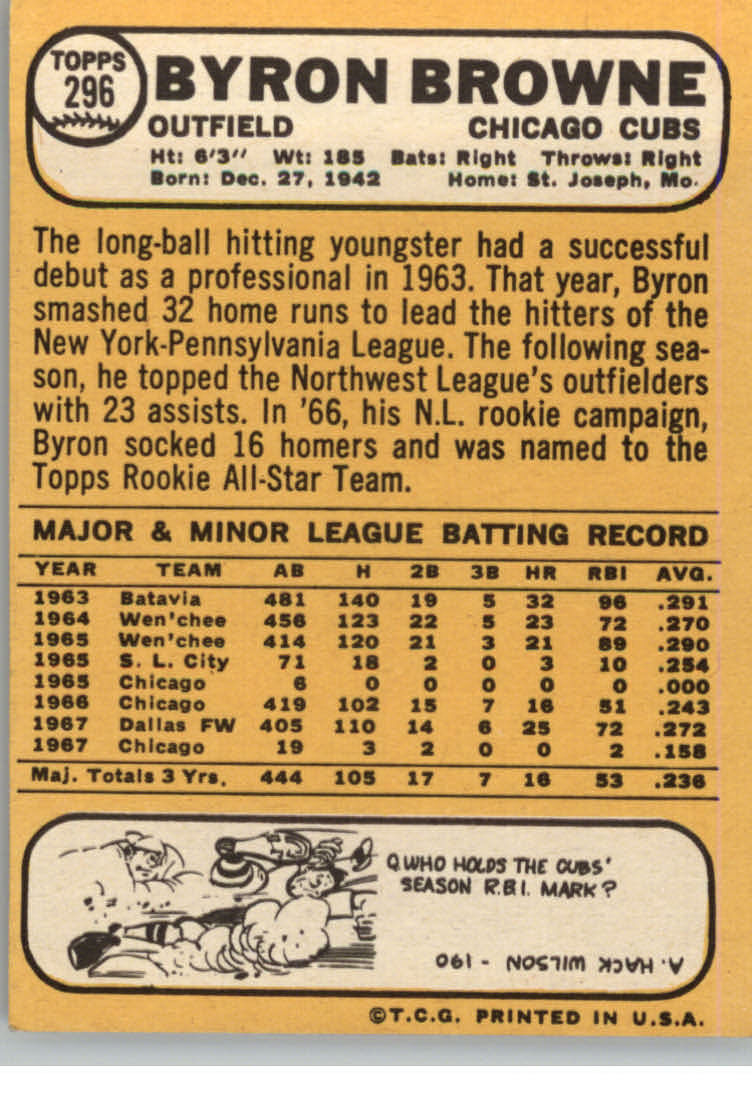 TOPPS
296
BYRON BROWNE
OUTFIELD CHICAGO CUBS
Ht: 6'3" Wt: 185 Bats: Right Throws: Right
Born: Dec. 27, 1942 Home: St. Joseph, Mo.
The long-ball hitting youngster had a successful
debut as a professional in 1963. That year, Byron
smashed 32 home runs to lead the hitters of the
New York-Pennsylvania League. The following sea-
son, he topped the Northwest League's outfielders
with 23 assists. In '66, his N.L. rookie campaign,
Byron socked 16 homers and was named to the
Topps Rookie All-Star Team.
MAJOR & MINOR LEAGUE BATTING RECORD
YEAR TEAM AB H 2B 3B HR RBI AVG.
1963 Batavia 481 140 19 5 32 96 .291
1964 Wen'chee 456 123 22 5 23 72 .270
1965 Wen'chee 414 120 21 3 21 89 .290
1965 S. L. City 71 18 2 0 3 10 .254
1965 Chicago 6 0 0 0 0 0 .000
1966 Chicago 419 102 15 7 16 51 .243
1967 Dallas FW 405 110 14 6 25 72 .272
1967 Chicago 19 3 2 0 0 2 .158
Maj. Totals 3 Yrs. 444 105 17 7 16 53 .236
Q. WHO HOLDS THE CUBS'
SEASON R.B.I. MARK?
A. HACK WILSON - 190
©T.C.G. PRINTED IN U.S.A.